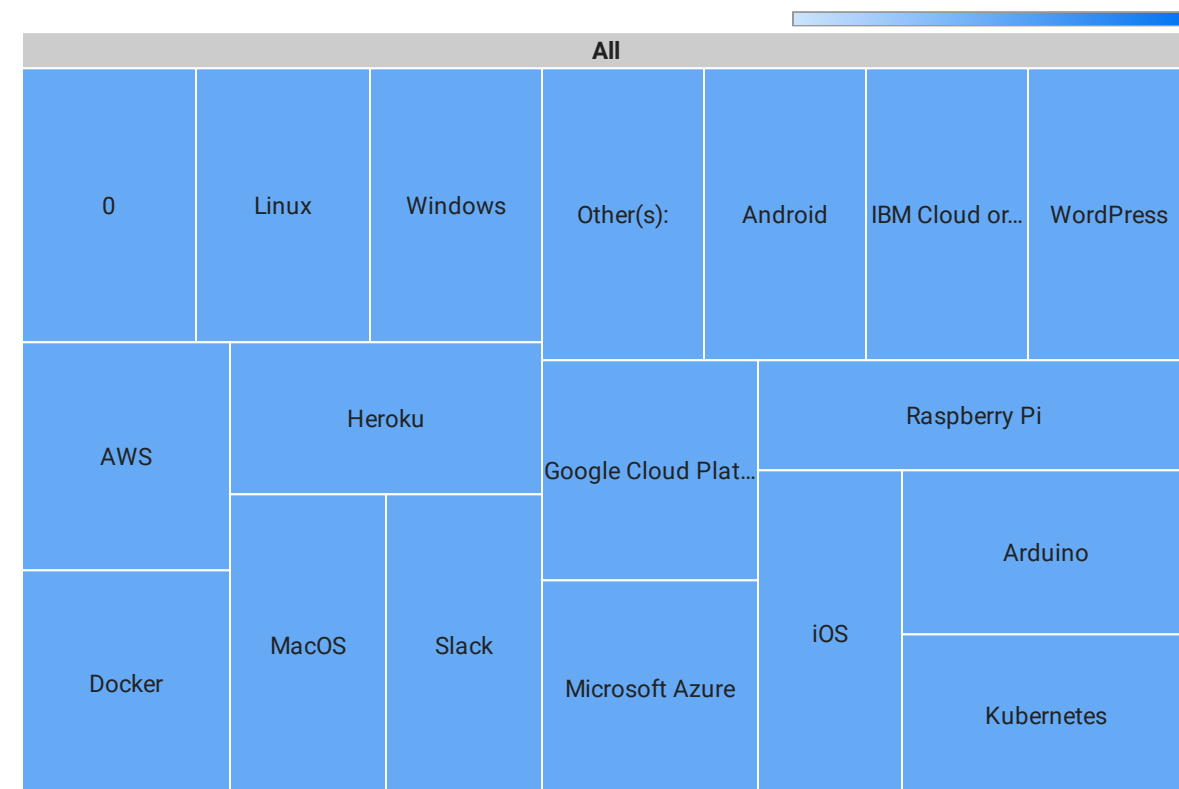 All
0
Linux
Windows
Other(s):
Android
IBM Cloud or...
WordPress
AWS
Heroku
Google Cloud Plat...
Raspberry Pi
Arduino
iOS
MacOS
Slack
Docker
Microsoft Azure
Kubernetes